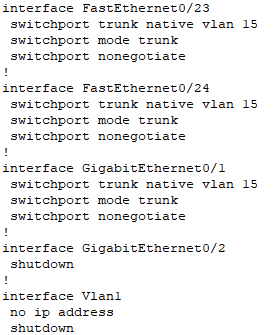 interface FastEthernet0/23
switchport trunk native vlan 15
switchport mode trunk
switchport nonegotiate
!
interface FastEthernet0/24
switchport trunk native vlan 15
switchport mode trunk
switchport nonegotiate
!
interface GigabitEthernet0/1
switchport trunk native vlan 15
switchport mode trunk
switchport nonegotiate
!
interface GigabitEthernet0/2
shutdown
!
interface Vlan1
no ip address
shutdown